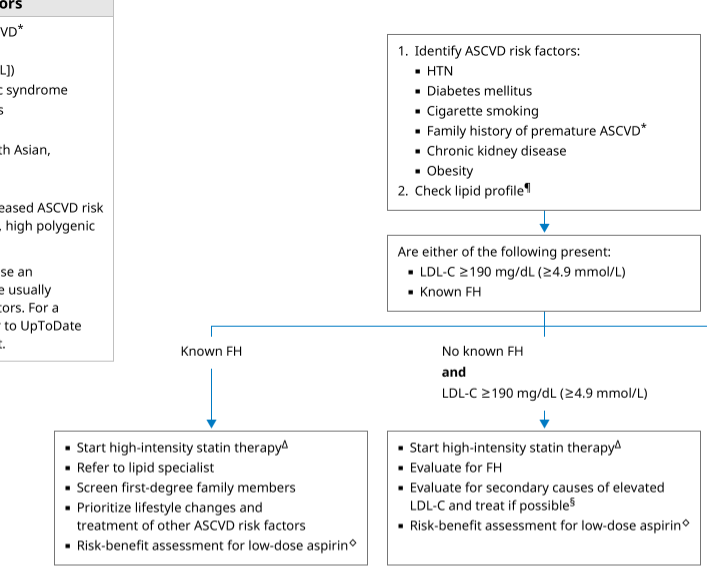 ors
VD*
L])
c syndrome
s
th Asian,
eased ASCVD risk
, high polygenic
se an
e usually
tors. For a
r to UpToDate
t.
1. Identify ASCVD risk factors:
▪ HTN
▪ Diabetes mellitus
▪ Cigarette smoking
▪ Family history of premature ASCVD*
▪ Chronic kidney disease
▪ Obesity
2. Check lipid profile¶
Are either of the following present:
▪ LDL-C ≥190 mg/dL (≥4.9 mmol/L)
▪ Known FH
Known FH
No known FH
and
LDL-C ≥190 mg/dL (≥4.9 mmol/L)
▪ Start high-intensity statin therapyΔ
▪ Refer to lipid specialist
▪ Screen first-degree family members
▪ Prioritize lifestyle changes and
treatment of other ASCVD risk factors
▪ Risk-benefit assessment for low-dose aspirin◇
▪ Start high-intensity statin therapyΔ
▪ Evaluate for FH
▪ Evaluate for secondary causes of elevated
LDL-C and treat if possible§
▪ Risk-benefit assessment for low-dose aspirin◇